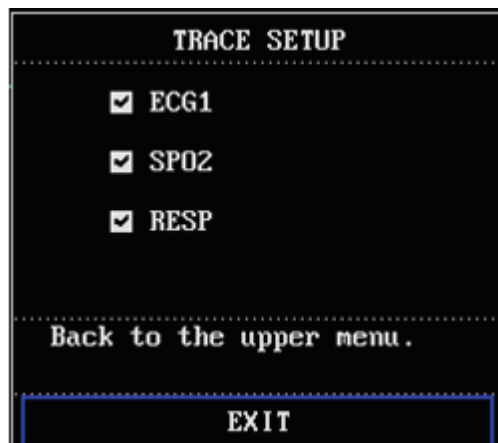 TRACE SETUP
ECG1
SPO2
RESP
Back to the upper menu.
EXIT